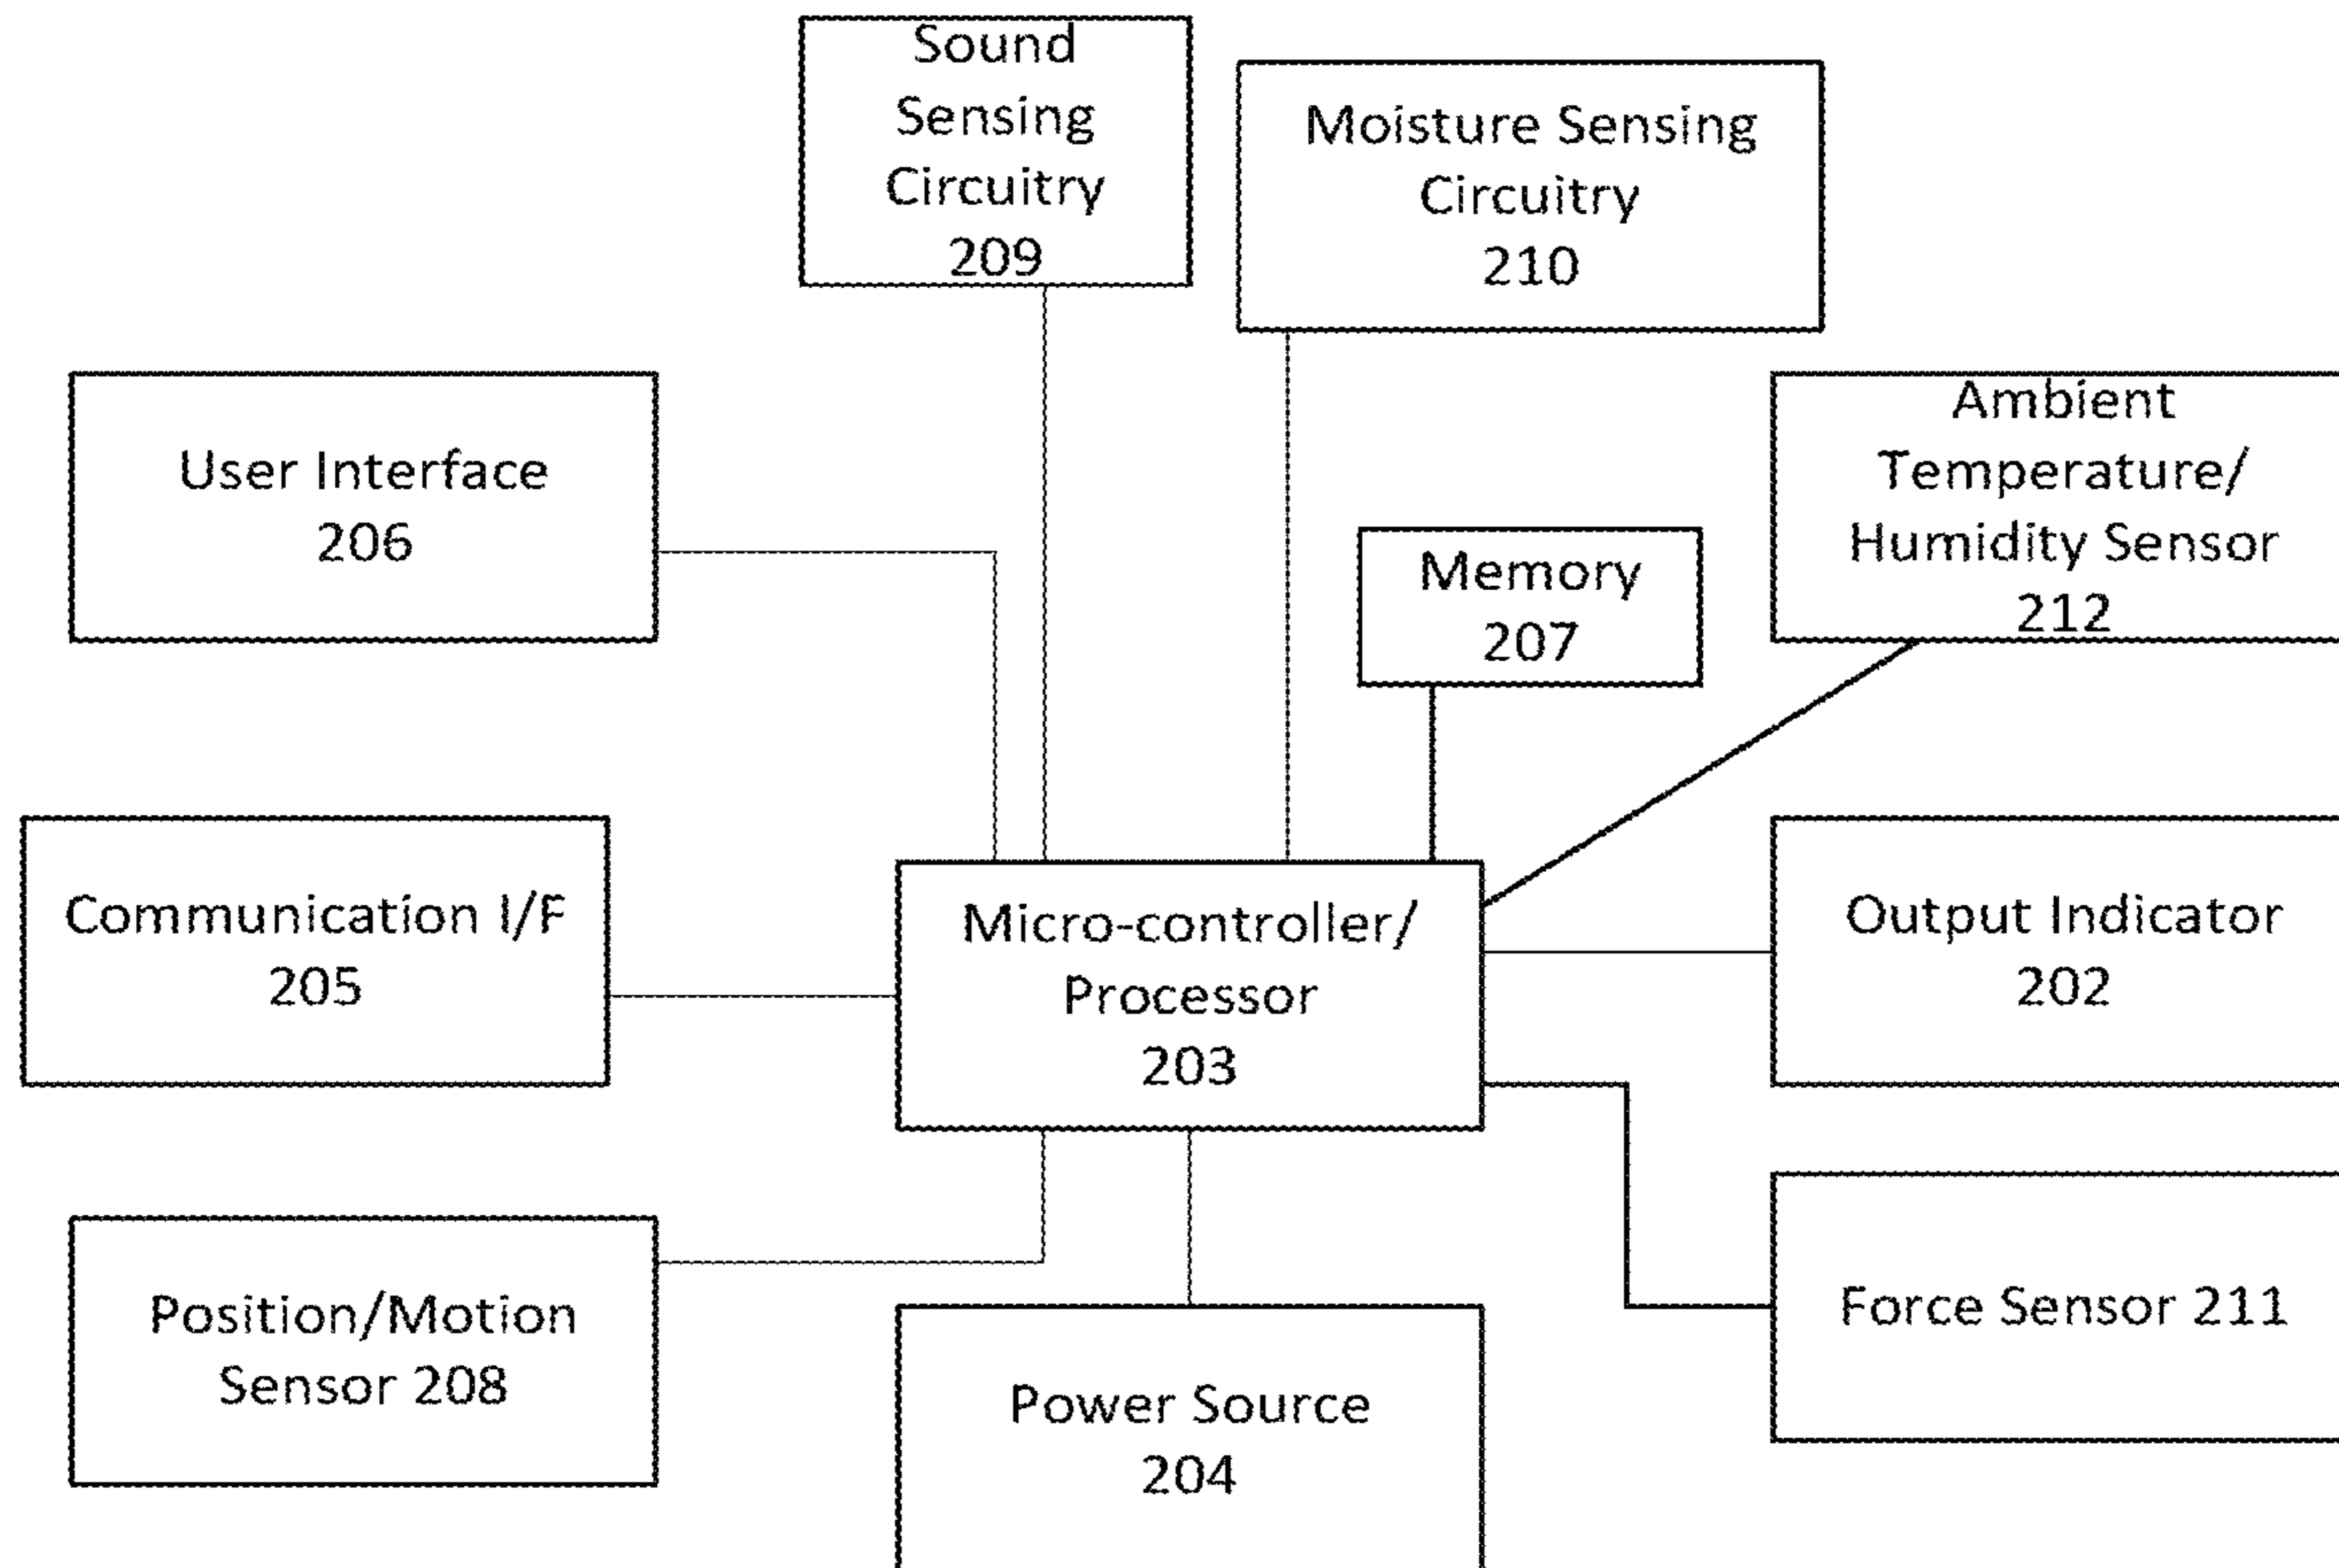 Sound
Sensing
Circuitry
209
Moisture Sensing
Circuitry
210
User Interface
206
Memory
207
Ambient
Temperature/
Humidity Sensor
212
Communication I/F
205
Micro-controller/
Processor
203
Output Indicator
202
Position/Motion
Sensor 208
Power Source
204
Force Sensor 211